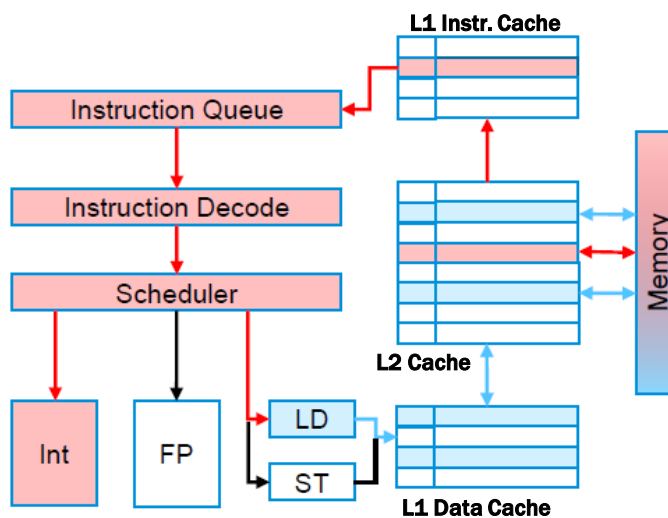 L1 Instr. Cache
Instruction Queue
Instruction Decode
Scheduler
Memory
L2 Cache
Int
FP
LD
ST
L1 Data Cache